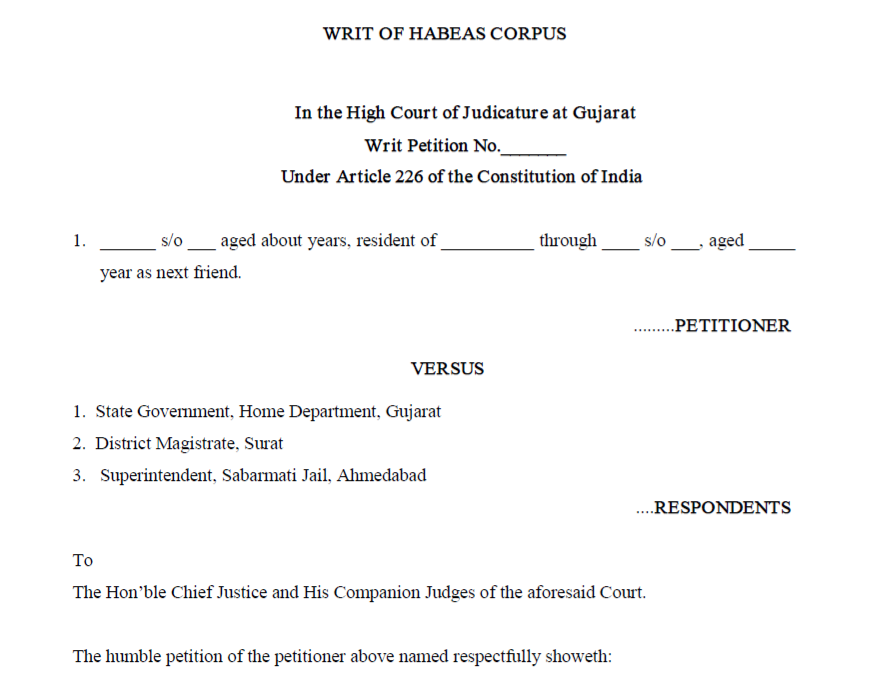 WRIT OF HABEAS CORPUS
In the High Court of Judicature at Gujarat
Writ Petition No._______
Under Article 226 of the Constitution of India
1. ______ s/o ___ aged about years, resident of __________ through ____ s/o ___, aged _____
year as next friend.
.........PETITIONER
VERSUS
1. State Government, Home Department, Gujarat
2. District Magistrate, Surat
3. Superintendent, Sabarmati Jail, Ahmedabad
....RESPONDENTS
To
The Hon’ble Chief Justice and His Companion Judges of the aforesaid Court.
The humble petition of the petitioner above named respectfully showeth: